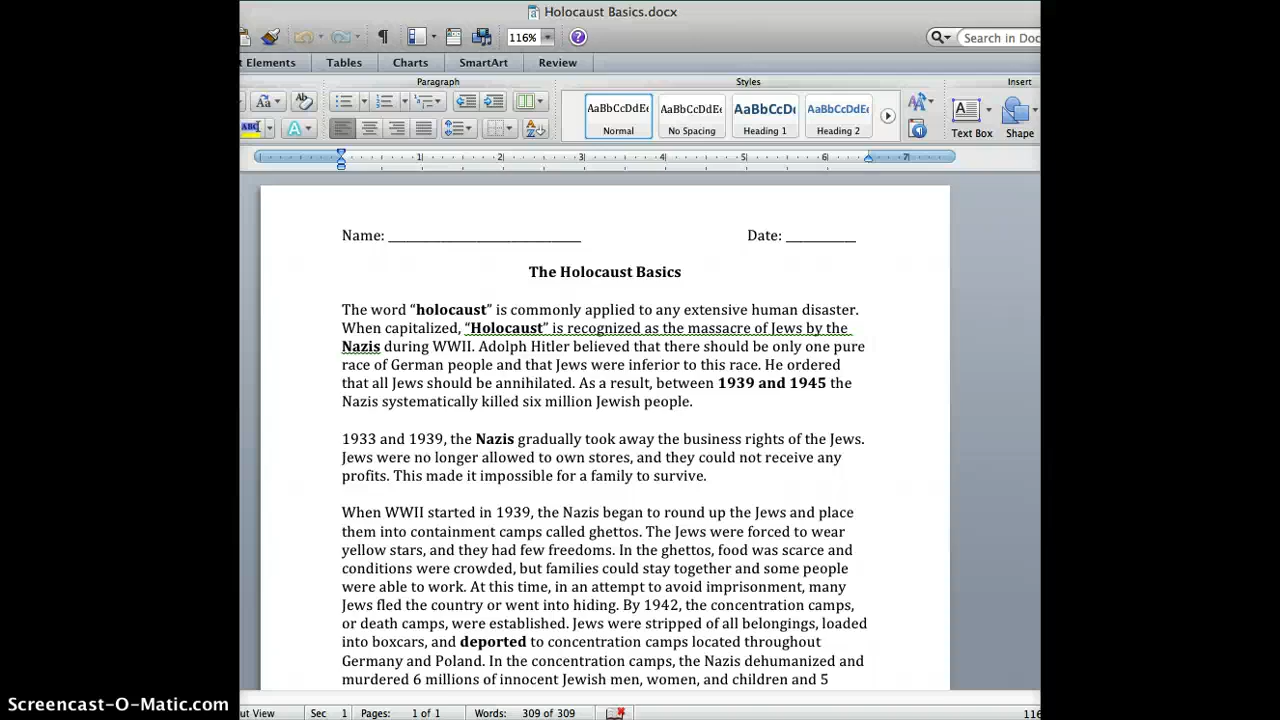 Holocaust Basics.docx
116%
Search in Doc
t Elements
Tables
Charts
SmartArt
Review
Paragraph
Styles
Insert
Aa
ABC
A
AaBbCcDdEe
AaBbCcDdEe
AaBbCcDd
AaBbCcDdEe
Normal
No Spacing
Heading 1
Heading 2
Text Box
Shape
1 2 3 4 5 6 7
Name: ____________________________ Date: __________
The Holocaust Basics
The word “holocaust” is commonly applied to any extensive human disaster.
When capitalized, “Holocaust” is recognized as the massacre of Jews by the
Nazis during WWII. Adolph Hitler believed that there should be only one pure
race of German people and that Jews were inferior to this race. He ordered
that all Jews should be annihilated. As a result, between 1939 and 1945 the
Nazis systematically killed six million Jewish people.
1933 and 1939, the Nazis gradually took away the business rights of the Jews.
Jews were no longer allowed to own stores, and they could not receive any
profits. This made it impossible for a family to survive.
When WWII started in 1939, the Nazis began to round up the Jews and place
them into containment camps called ghettos. The Jews were forced to wear
yellow stars, and they had few freedoms. In the ghettos, food was scarce and
conditions were crowded, but families could stay together and some people
were able to work. At this time, in an attempt to avoid imprisonment, many
Jews fled the country or went into hiding. By 1942, the concentration camps,
or death camps, were established. Jews were stripped of all belongings, loaded
into boxcars, and deported to concentration camps located throughout
Germany and Poland. In the concentration camps, the Nazis dehumanized and
murdered 6 millions of innocent Jewish men, women, and children and 5
Screencast-O-Matic.com
ut View Sec 1 Pages: 1 of 1 Words: 309 of 309 116